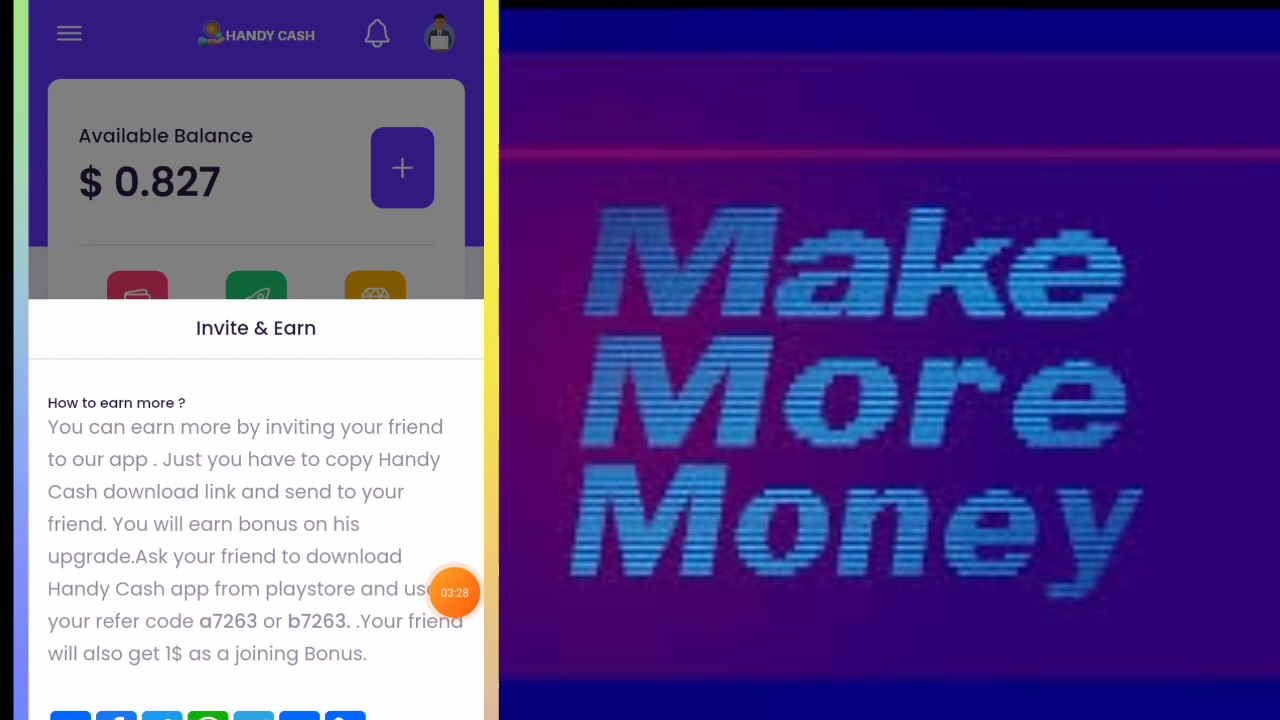 HANDY CASH
Available Balance
$ 0.827
Invite & Earn
How to earn more ?
You can earn more by inviting your friend
to our app . Just you have to copy Handy
Cash download link and send to your
friend. You will earn bonus on his
upgrade.Ask your friend to download
Handy Cash app from playstore and use
your refer code a7263 or b7263. .Your friend
will also get 1$ as a joining Bonus.
03:28
Make
More
Money